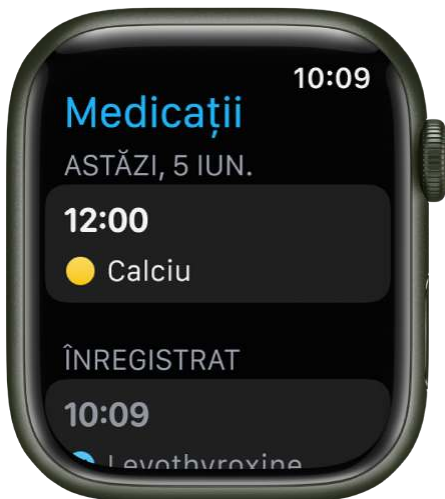 10:09
Medicații
ASTĂZI, 5 IUN.
12:00
Calciu
ÎNREGISTRAT
10:09
Levothyroxine